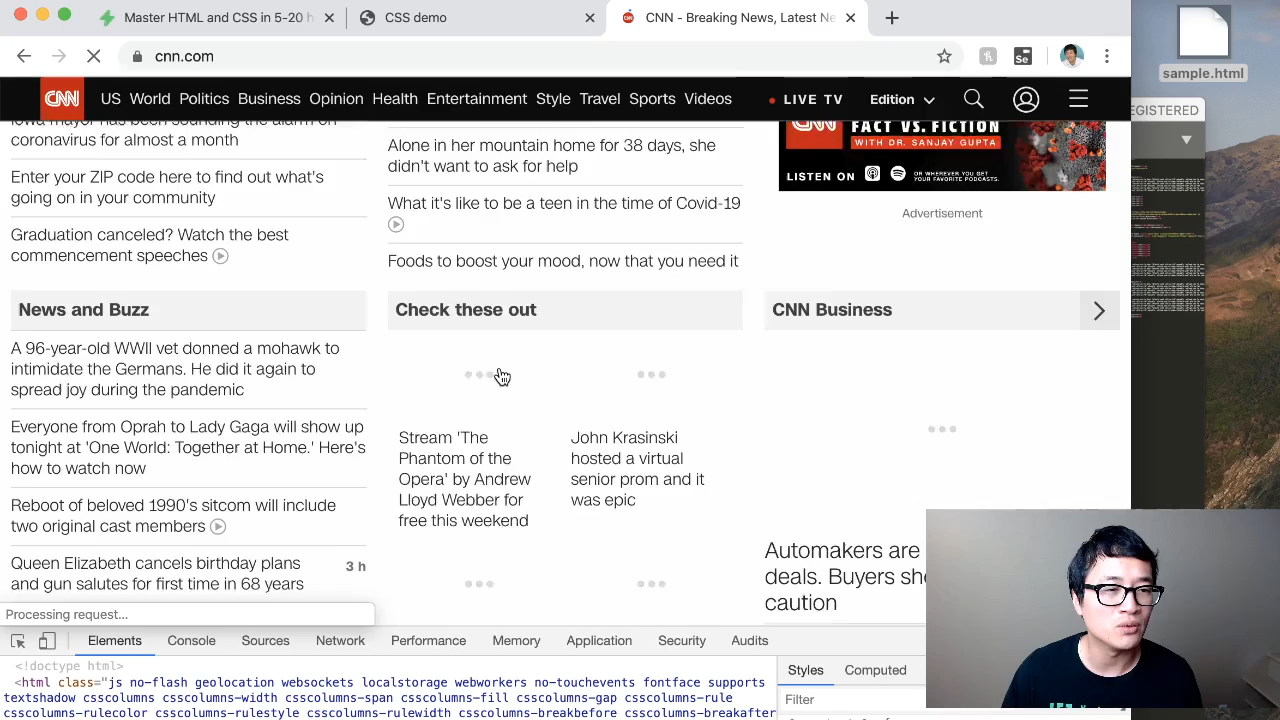 Master HTML and CSS in 5-20 h
CSS demo
CNN - Breaking News, Latest Ne
cnn.com
Se
sample.html
CNN
US World Politics Business Opinion Health Entertainment Style Travel Sports Videos
LIVE TV
Edition
EGISTERED
coronavirus for almost a month
Enter your ZIP code here to find out what's
going on in your community
Graduation canceled? Watch the best
commencement speeches
Alone in her mountain home for 38 days, she
didn't want to ask for help
What it's like to be a teen in the time of Covid-19
Foods to boost your mood, now that you need it
CNN
FACT VS. FICTION
WITH DR. SANJAY GUPTA
LISTEN ON
OR WHEREVER YOU GET
YOUR FAVORITE PODCASTS.
Advertisement
News and Buzz
A 96-year-old WWII vet donned a mohawk to
intimidate the Germans. He did it again to
spread joy during the pandemic
Everyone from Oprah to Lady Gaga will show up
tonight at 'One World: Together at Home.' Here's
how to watch now
Reboot of beloved 1990's sitcom will include
two original cast members
Queen Elizabeth cancels birthday plans
and gun salutes for first time in 68 years
3 h
Check these out
Stream 'The
Phantom of the
Opera' by Andrew
Lloyd Webber for
free this weekend
John Krasinski
hosted a virtual
senior prom and it
was epic
CNN Business
Automakers are
deals. Buyers sh
caution
Processing request...
Elements Console Sources Network Performance Memory Application Security Audits
<!doctype html>
<html class="js no-flash geolocation websockets localstorage webworkers no-touchevents fontface supports
textshadow csscolumns csscolumns-width csscolumns-span csscolumns-fill csscolumns-gap csscolumns-rule
csscolumns-rulecolor csscolumns-rulestyle csscolumns-rulewidth csscolumns-breakbefore csscolumns-breakafter
Styles Computed
Filter